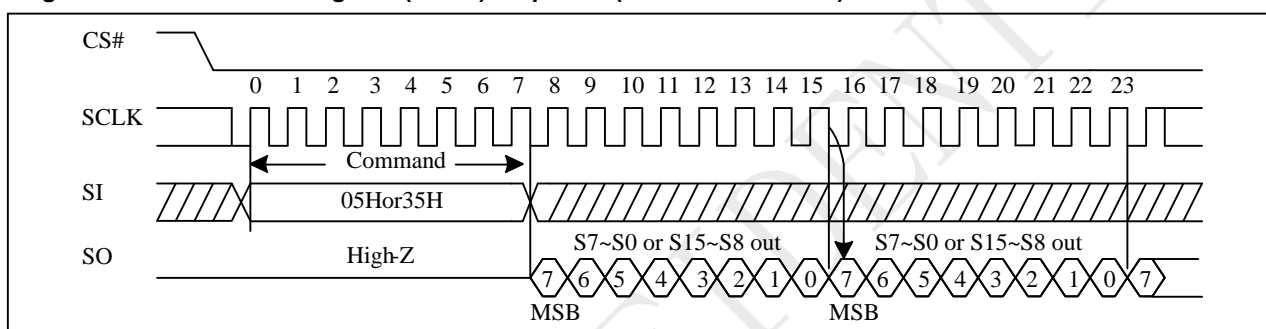 CS#
0 1 2 3 4 5 6 7 8 9 10 11 12 13 14 15 16 17 18 19 20 21 22 23
SCLK
Command
SI
05Hor35H
S7~S0 or S15~S8 out S7~S0 or S15~S8 out
SO
High-Z
7 6 5 4 3 2 1 0 7 6 5 4 3 2 1 0 7
MSB MSB